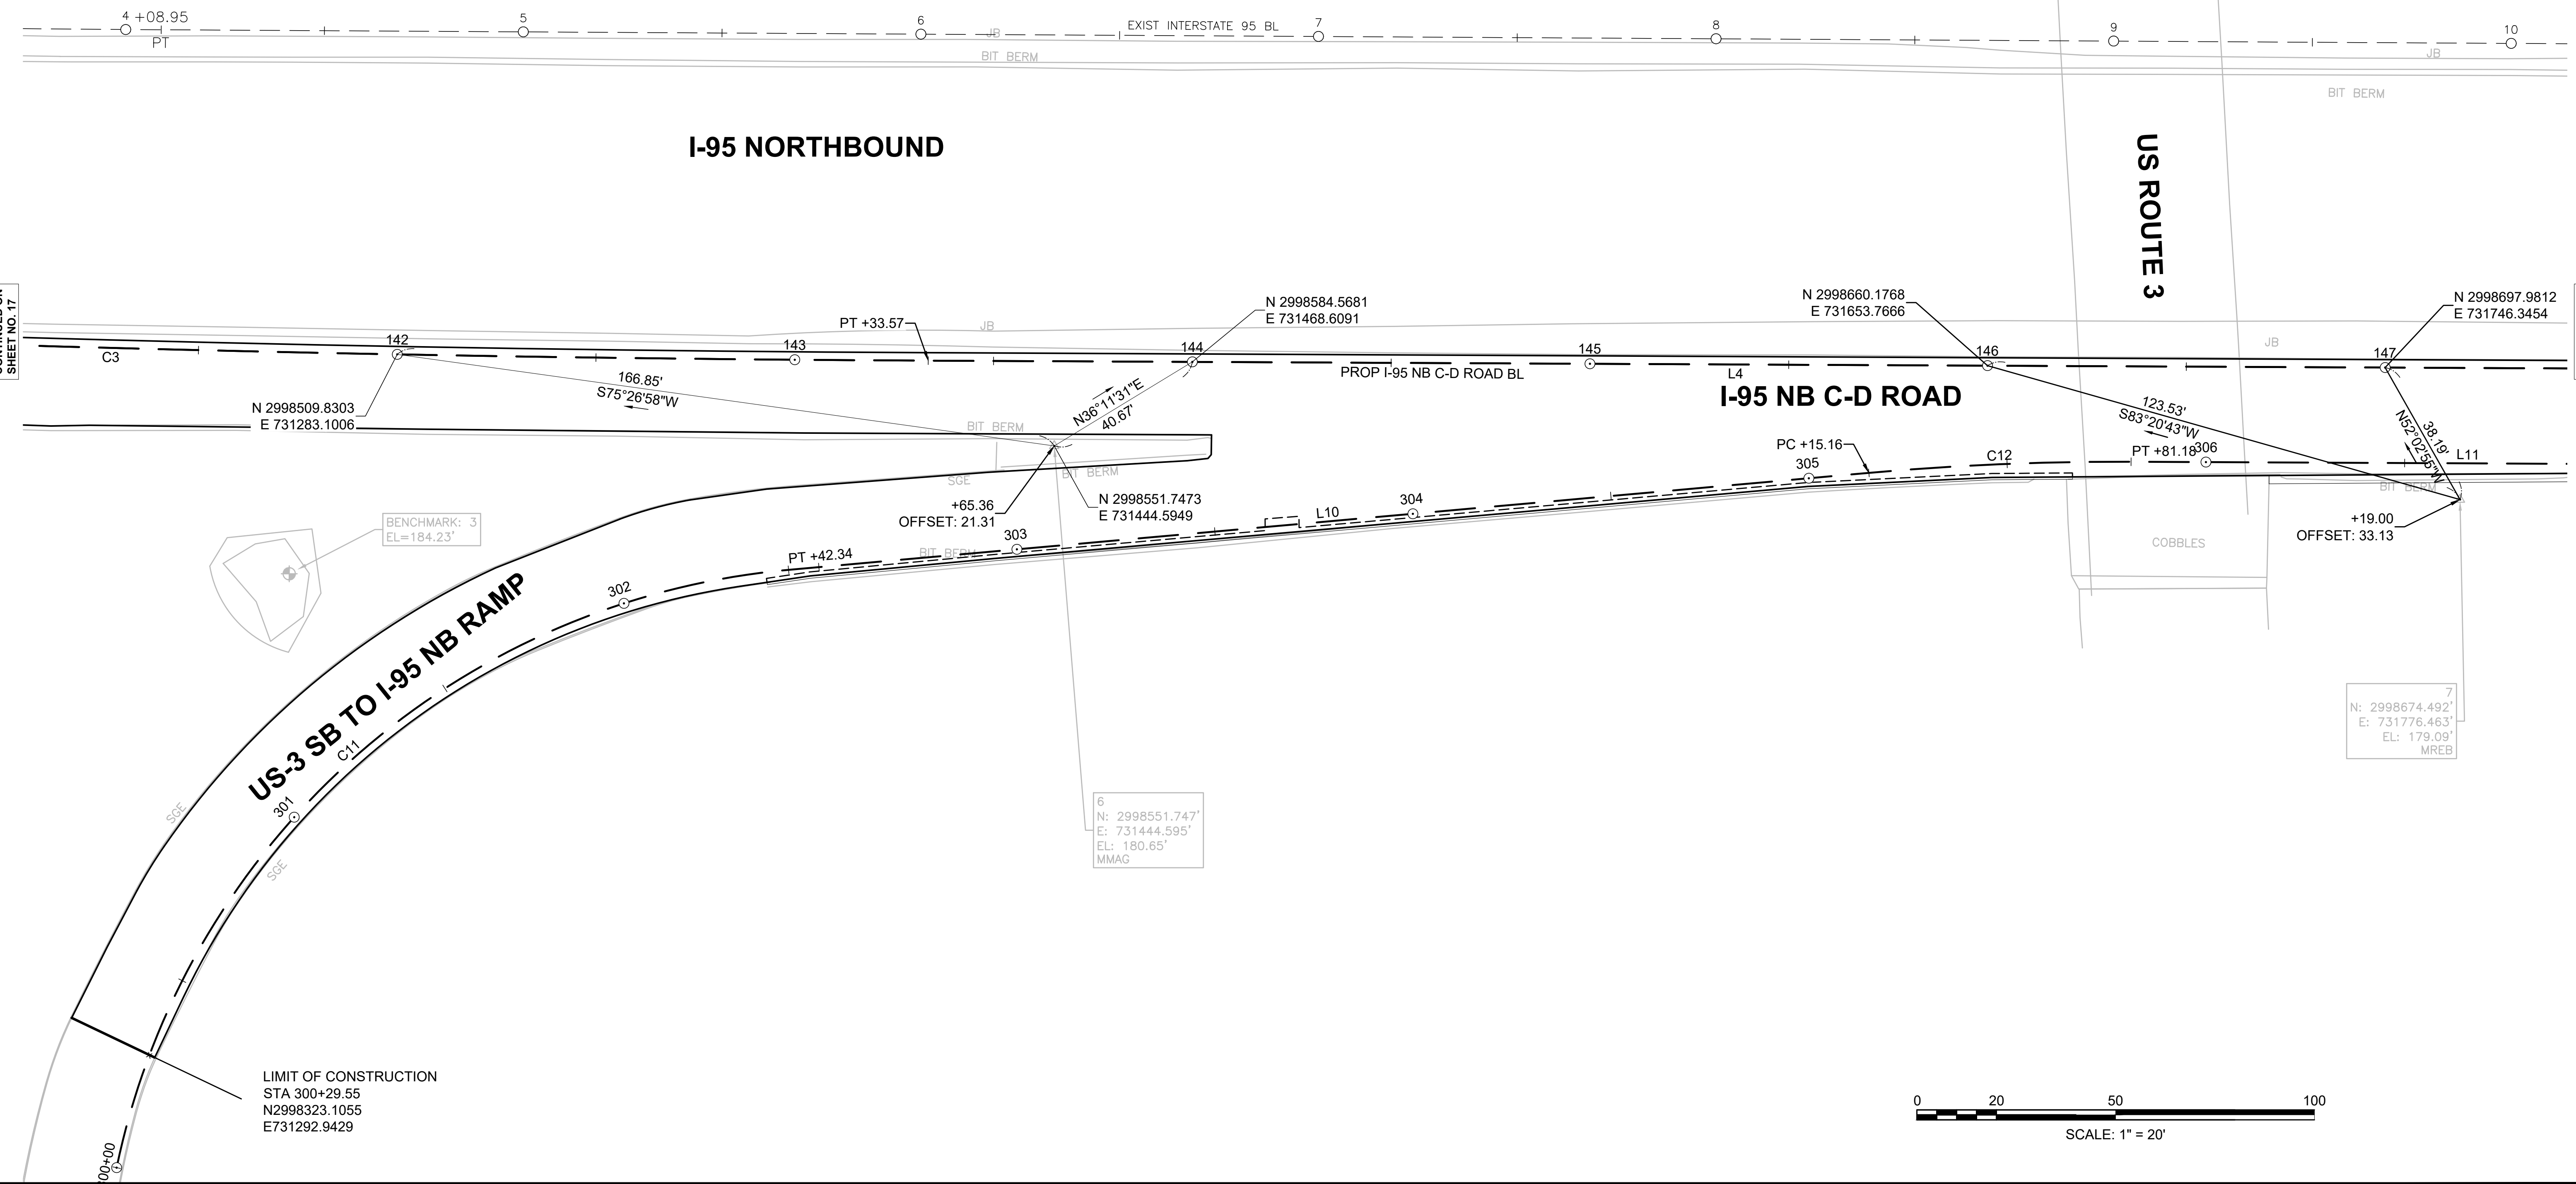 4 +08.95
PT
5
6
JB
EXIST INTERSTATE 95 BL
7
8
9
10
BIT BERM
JB
BIT BERM
I-95 NORTHBOUND
US ROUTE 3
SHEET NO. 17
C3
142
N 2998509.8303
E 731283.1006
143
PT +33.57
JB
166.85'
S75°26'58"W
N36°11'31"E
40.67'
144
N 2998584.5681
E 731468.6091
PROP I-95 NB C-D ROAD BL
145
L4
I-95 NB C-D ROAD
N 2998660.1768
E 731653.7666
146
JB
147
N 2998697.9812
E 731746.3454
123.53'
S83°20'43"W
38.19'
N52°02'55"W
BIT BERM
BIT BERM
SGE
+65.36
OFFSET: 21.31
N 2998551.7473
E 731444.5949
PC +15.16
305
C12
PT +81.18
306
L11
BIT BERM
+19.00
OFFSET: 33.13
BENCHMARK: 3
EL=184.23'
304
L10
303
BIT BERM
PT +42.34
302
COBBLES
US-3 SB TO I-95 NB RAMP
C11
301
SGE
SGE
7
N: 2998674.492'
E: 731776.463'
EL: 179.09'
MREB
6
N: 2998551.747'
E: 731444.595'
EL: 180.65'
MMAG
LIMIT OF CONSTRUCTION
STA 300+29.55
N2998323.1055
E731292.9429
300+00
0 20 50 100
SCALE: 1" = 20'